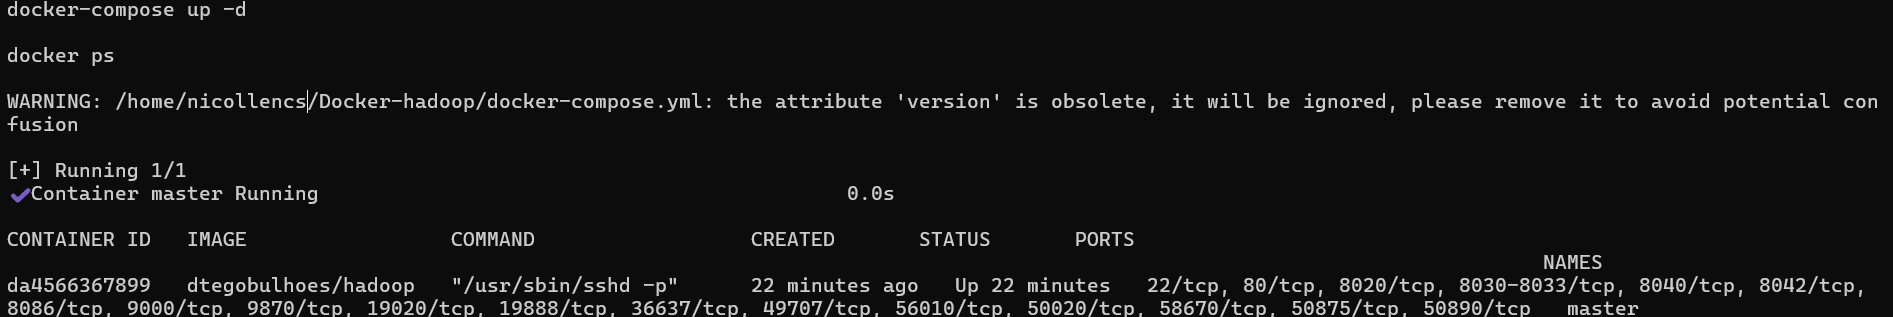 docker-compose up -d
docker ps
WARNING: /home/nicollencs/Docker-hadoop/docker-compose.yml: the attribute 'version' is obsolete, it will be ignored, please remove it to avoid potential con
fusion
[+] Running 1/1
✔Container master Running 0.0s
CONTAINER ID IMAGE COMMAND CREATED STATUS PORTS
NAMES
da4566367899 dtegobulhoes/hadoop "/usr/sbin/sshd -p" 22 minutes ago Up 22 minutes 22/tcp, 80/tcp, 8020/tcp, 8030-8033/tcp, 8040/tcp, 8042/tcp,
8086/tcp, 9000/tcp, 9870/tcp, 19020/tcp, 19888/tcp, 36637/tcp, 49707/tcp, 56010/tcp, 50020/tcp, 58670/tcp, 50875/tcp, 50890/tcp master